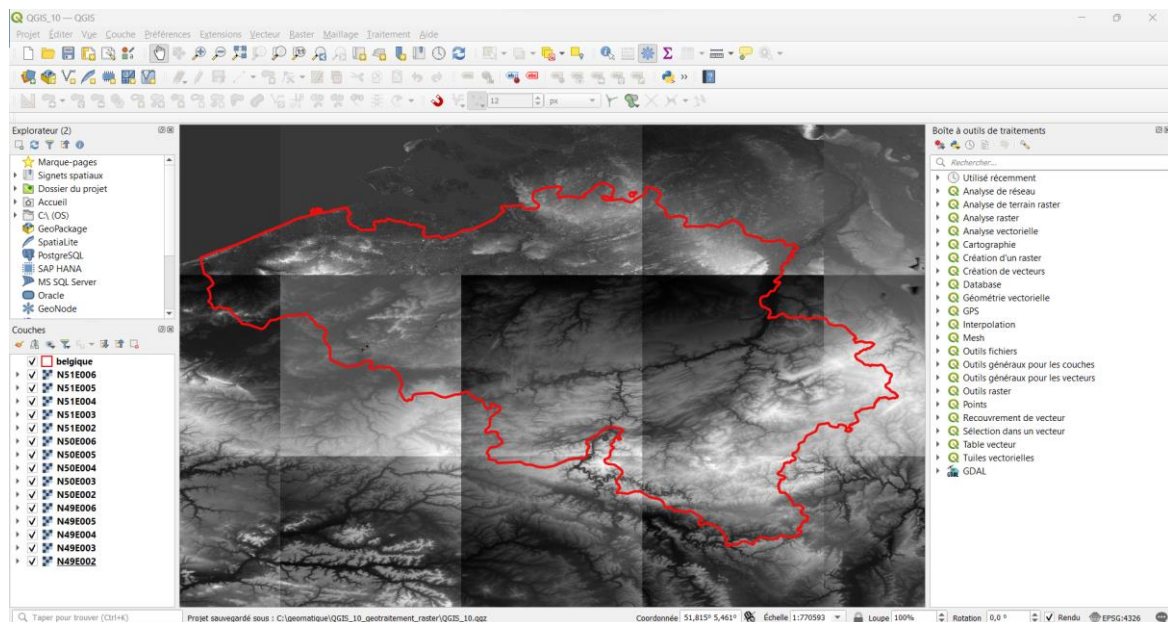 QGIS_10 — QGIS
Projet Éditer Vue Couche Préférences Extensions Vecteur Raster Maillage Traitement Aide
12 px
Explorateur (2)
Marque-pages
Signets spatiaux
Dossier du projet
Accueil
C:\ (OS)
GeoPackage
SpatiaLite
PostgreSQL
SAP HANA
MS SQL Server
Oracle
GeoNode
Couches
belgique
N51E006
N51E005
N51E004
N51E003
N51E002
N50E006
N50E005
N50E004
N50E003
N50E002
N49E006
N49E005
N49E004
N49E003
N49E002
Boîte à outils de traitements
Rechercher...
Utilisé récemment
Analyse de réseau
Analyse de terrain raster
Analyse raster
Analyse vectorielle
Cartographie
Création d'un raster
Création de vecteurs
Database
Géométrie vectorielle
GPS
Interpolation
Mesh
Outils fichiers
Outils généraux pour les couches
Outils généraux pour les vecteurs
Outils raster
Points
Recouvrement de vecteur
Sélection dans un vecteur
Table vecteur
Tuiles vectorielles
GDAL
Taper pour trouver (Ctrl+K) Projet sauvegardé sous : C:\geomatique\QGIS_10_geotraitement_raster\QGIS_10.qgz Coordonnée 51,815° 5,461° Échelle 1:770593 Loupe 100% Rotation 0,0 ° Rendu EPSG:4326